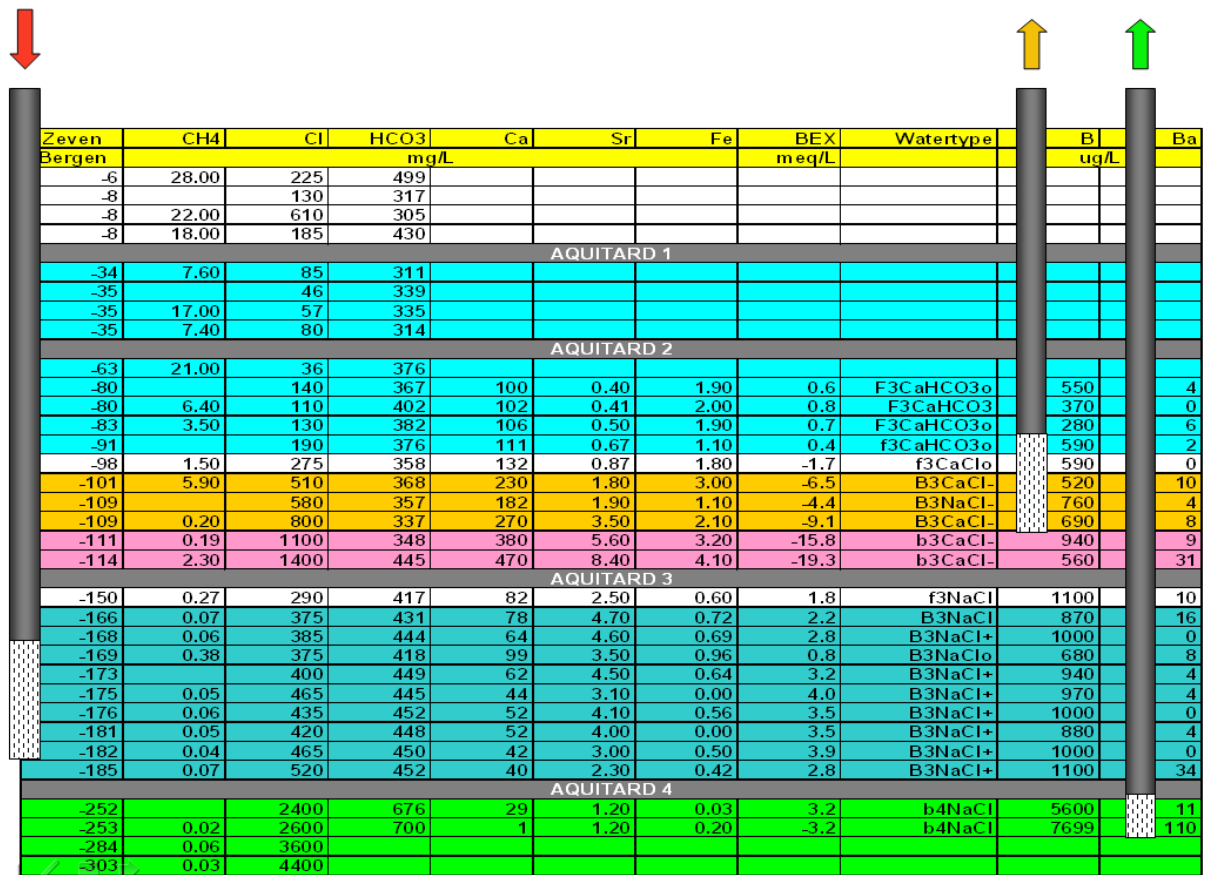 Zeven CH4 Cl HCO3 Ca Sr Fe BEX Watertype B Ba
Bergen mg/L meq/L ug/L
-6 28.00 225 499
-8 130 317
-8 22.00 610 305
-8 18.00 185 430
AQUITARD 1
-34 7.60 85 311
-35 46 339
-35 17.00 57 335
-35 7.40 80 314
AQUITARD 2
-63 21.00 36 376
-80 140 367 100 0.40 1.90 0.6 F3CaHCO3o 550 4
-80 6.40 110 402 102 0.41 2.00 0.8 F3CaHCO3 370 0
-83 3.50 130 382 106 0.50 1.90 0.7 F3CaHCO3o 280 6
-91 190 376 111 0.67 1.10 0.4 f3CaHCO3o 590 2
-98 1.50 275 358 132 0.87 1.80 -1.7 f3CaClo 590 0
-101 5.90 510 368 230 1.80 3.00 -6.5 B3CaCl- 520 10
-109 580 357 182 1.90 1.10 -4.4 B3NaCl- 760 4
-109 0.20 800 337 270 3.50 2.10 -9.1 B3CaCl- 690 8
-111 0.19 1100 348 380 5.60 3.20 -15.8 b3CaCl- 940 9
-114 2.30 1400 445 470 8.40 4.10 -19.3 b3CaCl- 560 31
AQUITARD 3
-150 0.27 290 417 82 2.50 0.60 1.8 f3NaCl 1100 10
-166 0.07 375 431 78 4.70 0.72 2.2 B3NaCl 870 16
-168 0.06 385 444 64 4.60 0.69 2.8 B3NaCl+ 1000 0
-169 0.38 375 418 99 3.50 0.96 0.8 B3NaClo 680 8
-173 400 449 62 4.50 0.64 3.2 B3NaCl+ 940 4
-175 0.05 465 445 44 3.10 0.00 4.0 B3NaCl+ 970 4
-176 0.06 435 452 52 4.10 0.56 3.5 B3NaCl+ 1000 0
-181 0.05 420 448 52 4.00 0.00 3.5 B3NaCl+ 880 4
-182 0.04 465 450 42 3.00 0.50 3.9 B3NaCl+ 1000 0
-185 0.07 520 452 40 2.30 0.42 2.8 B3NaCl+ 1100 34
AQUITARD 4
-252 2400 676 29 1.20 0.03 3.2 b4NaCl 5600 11
-253 0.02 2600 700 1 1.20 0.20 -3.2 b4NaCl 7699 110
-284 0.06 3600
-303 0.03 4400